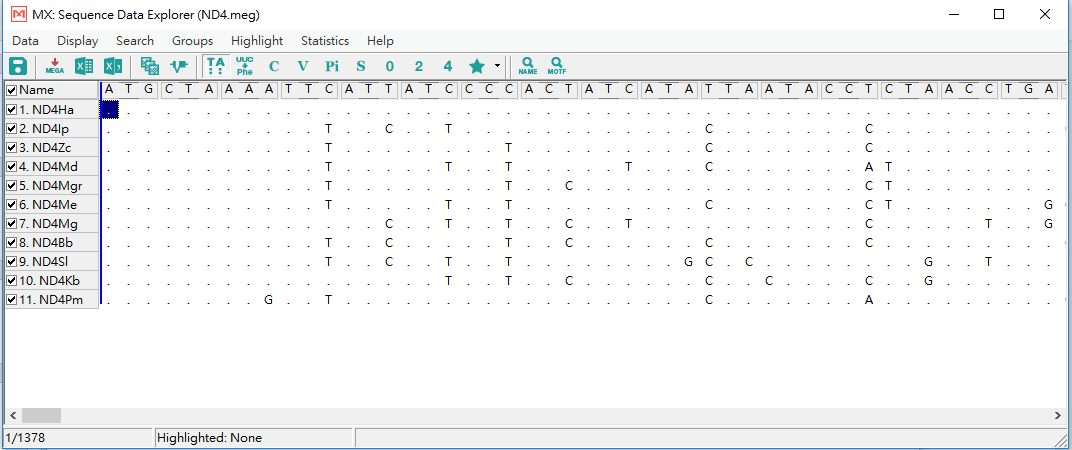 MX: Sequence Data Explorer (ND4.meg)
Data Display Search Groups Highlight Statistics Help
MEGA TA UUC Phe C V Pi S 0 2 4 NAME MOTF
Name A T G C T A A A A T T C A T T A T C C C C A C T A T C A T A T T A A T A C C T C T A A C C T G A
1. ND4Ha . . . . . . . . . . . . . . . . . . . . . . . . . . . . . . . . . . . . . . . . . . . . . . . .
2. ND4Ip . . . . . . . . . . . T . . C . . T . . . . . . . . . . . . C . . . . . . . C . . . . . . . . .
3. ND4Zc . . . . . . . . . . . T . . . . . . . . T . . . . . . . . . C . . . . . . . C . . . . . . . . .
4. ND4Md . . . . . . . . . . . T . . . . . T . . T . . . . . T . . . C . . . . . . . A T . . . . . . . .
5. ND4Mgr . . . . . . . . . . . T . . . . . . . . T . . C . . . . . . . . . . . . . . C T . . . . . . . .
6. ND4Me . . . . . . . . . . . T . . . . . T . . T . . . . . . . . . C . . . . . . . C T . . . . . . . G
7. ND4Mg . . . . . . . . . . . . . . C . . T . . T . . C . . T . . . . . . . . . . . C . . . . . T . . G
8. ND4Bb . . . . . . . . . . . T . . C . . T . . T . . C . . . . . . C . . . . . . . C . . . . . . . . .
9. ND4Sl . . . . . . . . . . . T . . C . . T . . T . . . . . . . . G C . C . . . . . . . . G . . T . . .
10. ND4Kb . . . . . . . . . . . . . . . . . T . . T . . C . . . . . . C . . C . . . . C . . G . . . . . .
11. ND4Pm . . . . . . . . G . . T . . . . . . . . . . . . . . . . . . C . . . . . . . A . . . . . . . . .
1/1378 Highlighted: None